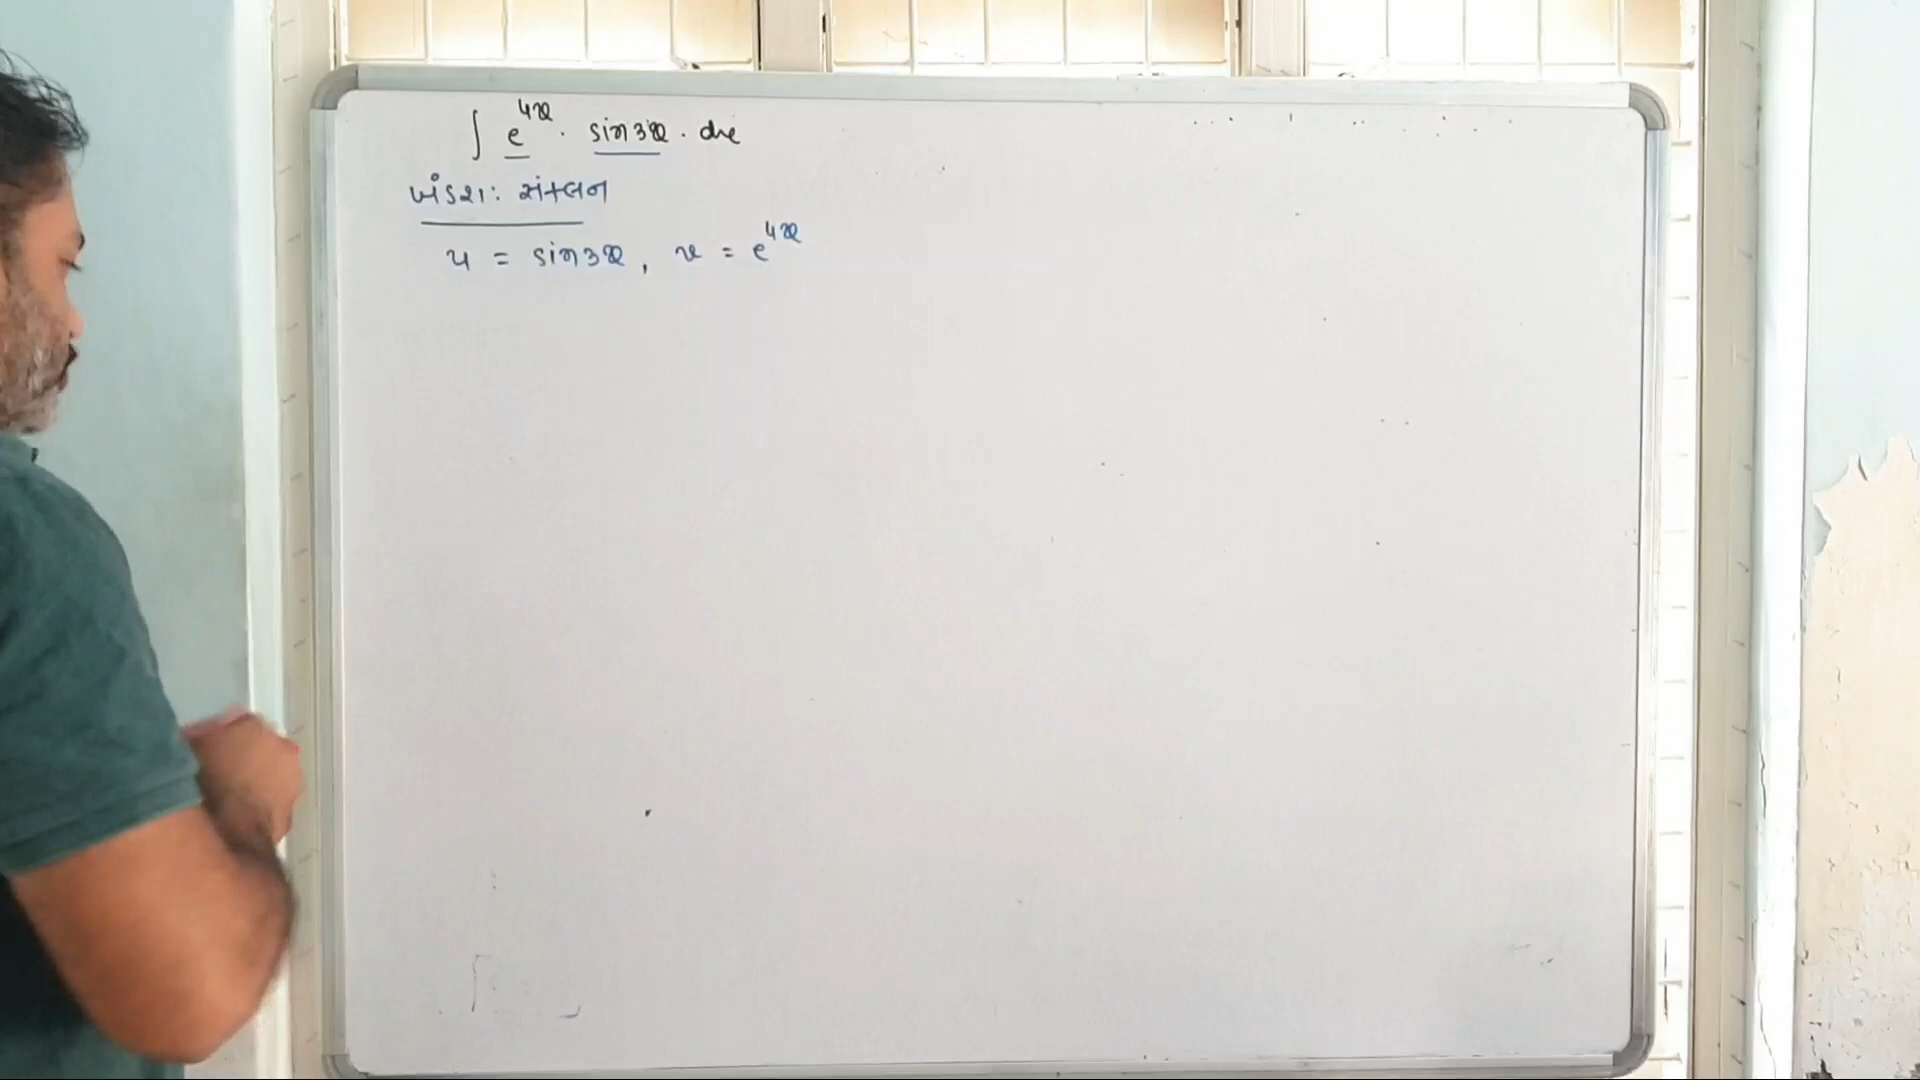 ∫ e^{4x} · sin3x · dx
ખંડશઃ સંકલન
u = sin3x, v = e^{4x}